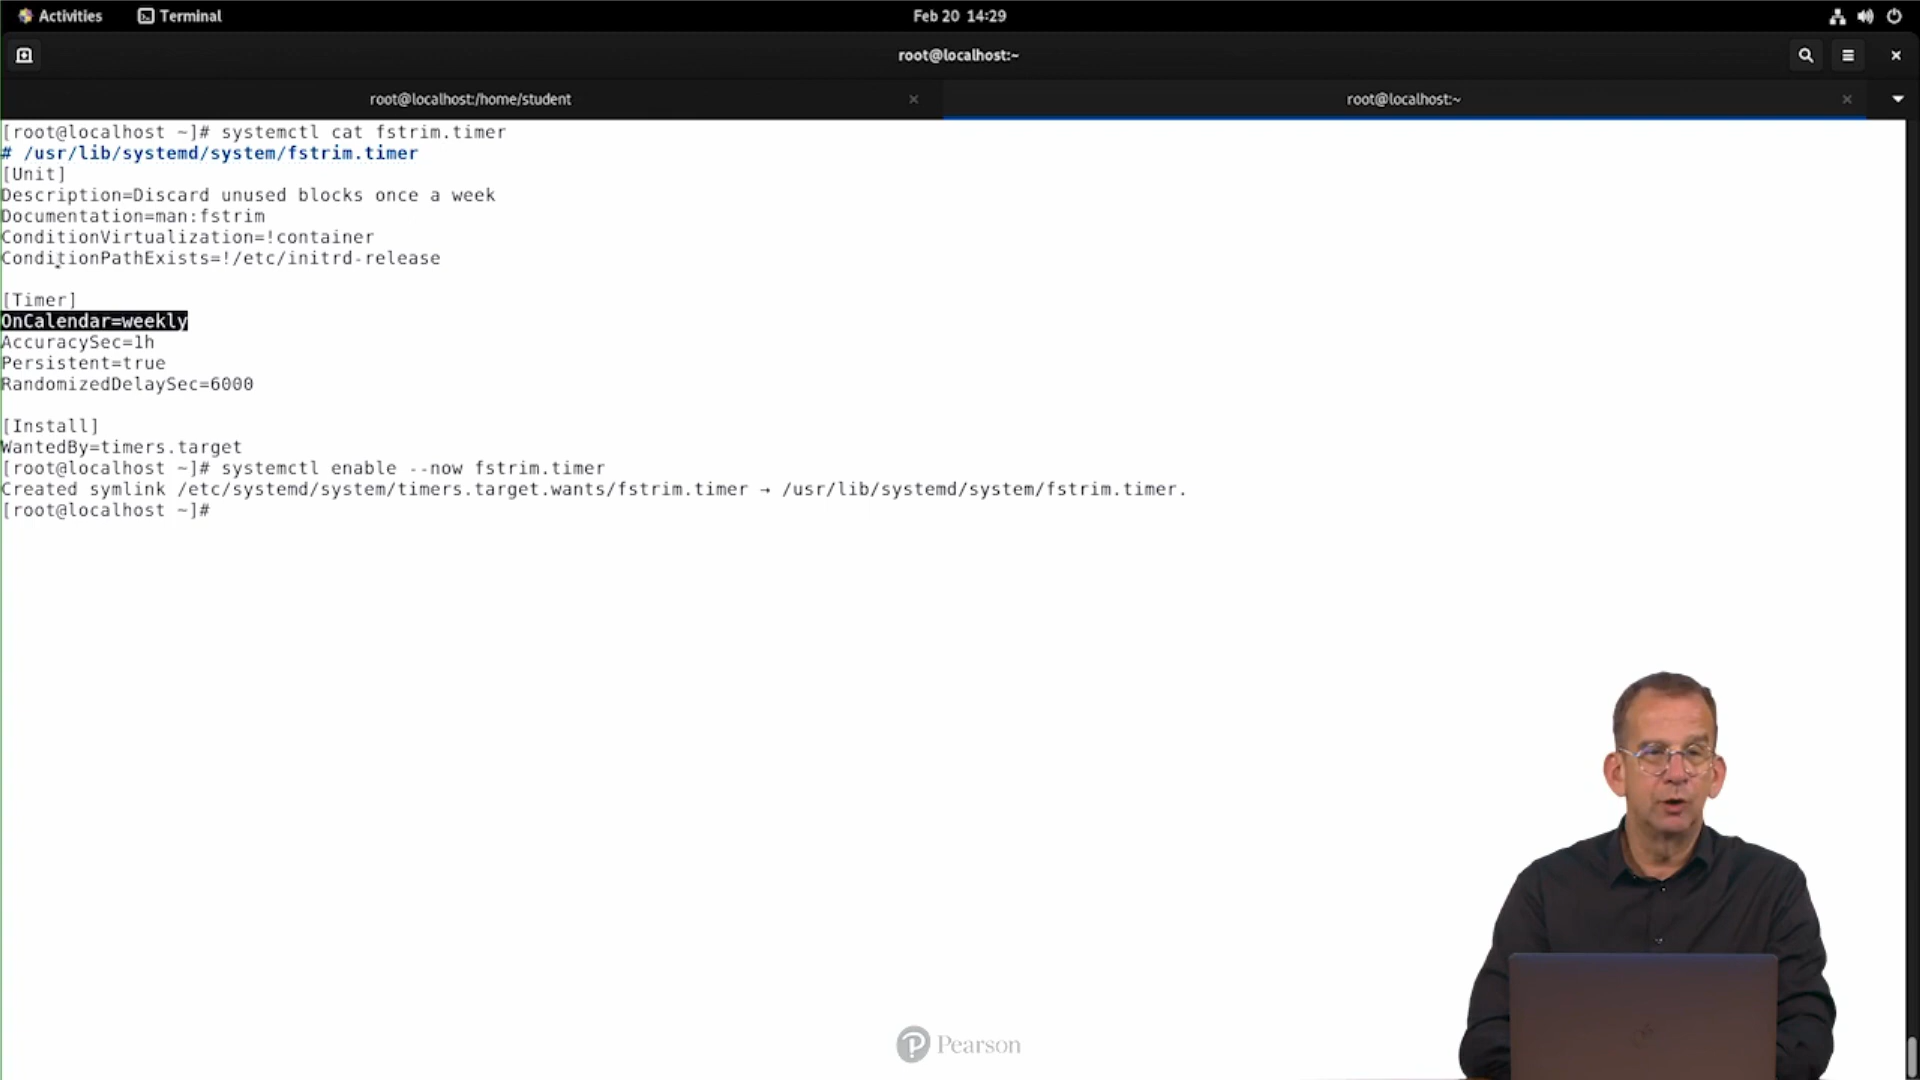 Activities
Terminal
Feb 20 14:29
root@localhost:~
root@localhost:/home/student
root@localhost:~
[root@localhost ~]# systemctl cat fstrim.timer
# /usr/lib/systemd/system/fstrim.timer
[Unit]
Description=Discard unused blocks once a week
Documentation=man:fstrim
ConditionVirtualization=!container
ConditionPathExists=!/etc/initrd-release
[Timer]
OnCalendar=weekly
AccuracySec=1h
Persistent=true
RandomizedDelaySec=6000
[Install]
WantedBy=timers.target
[root@localhost ~]# systemctl enable --now fstrim.timer
Created symlink /etc/systemd/system/timers.target.wants/fstrim.timer → /usr/lib/systemd/system/fstrim.timer.
[root@localhost ~]#
Pearson